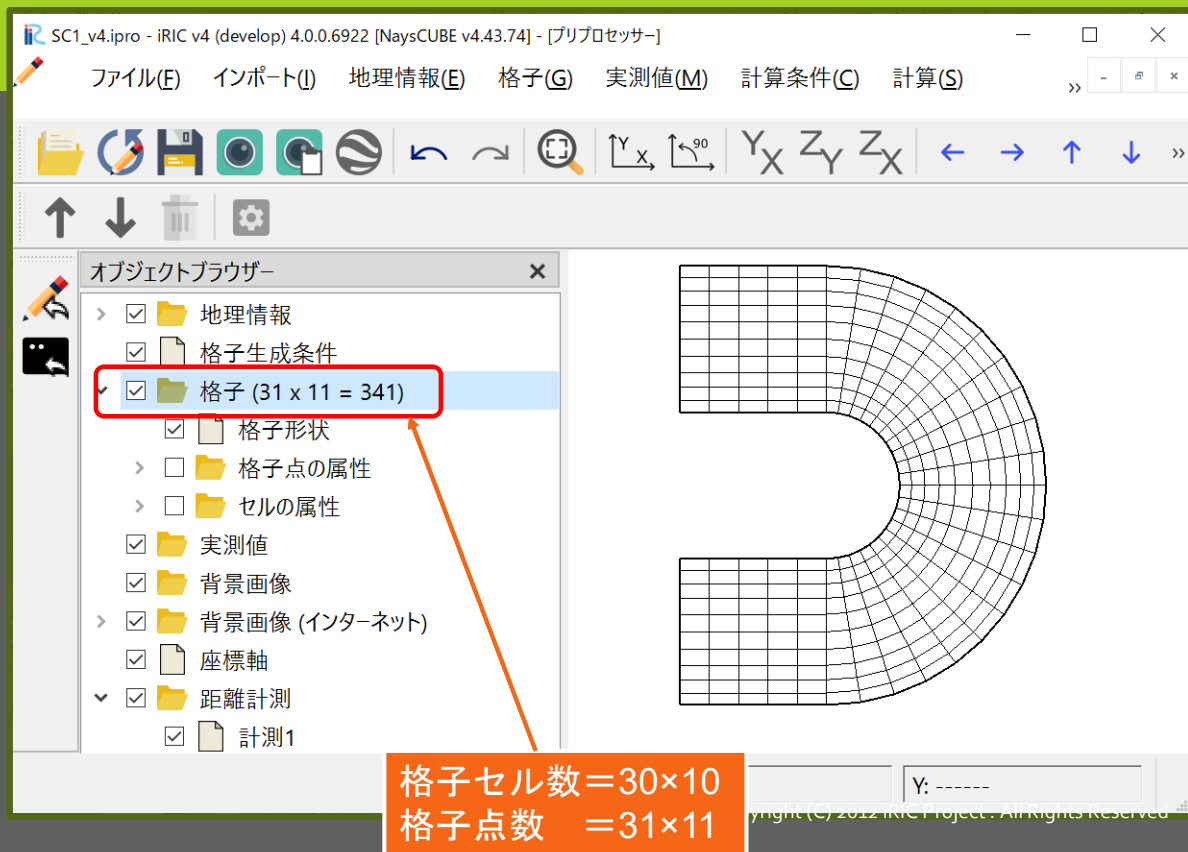 SC1_v4.ipro - iRIC v4 (develop) 4.0.0.6922 [NaysCUBE v4.43.74] - [プリプロセッサー]
ファイル(F) インポート(I) 地理情報(E) 格子(G) 実測値(M) 計算条件(C) 計算(S) »
Y X 90 Y X Z Y Z X »
オブジェクトブラウザー
地理情報
格子生成条件
格子 (31 x 11 = 341)
格子形状
格子点の属性
セルの属性
実測値
背景画像
背景画像 (インターネット)
座標軸
距離計測
計測1
格子セル数＝30×10
格子点数　＝31×11
Y: ------
yright (C) 2012 iRIC Project . All Rights Reserved